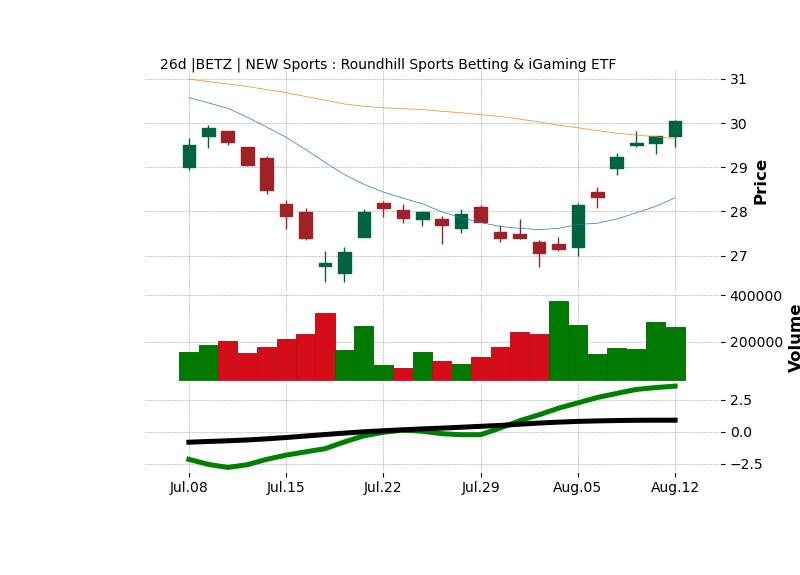 26d |BETZ | NEW Sports : Roundhill Sports Betting & iGaming ETF
31
30
29
28
27
Price
400000
200000
Volume
2.5
0.0
−2.5
Jul.08 Jul.15 Jul.22 Jul.29 Aug.05 Aug.12